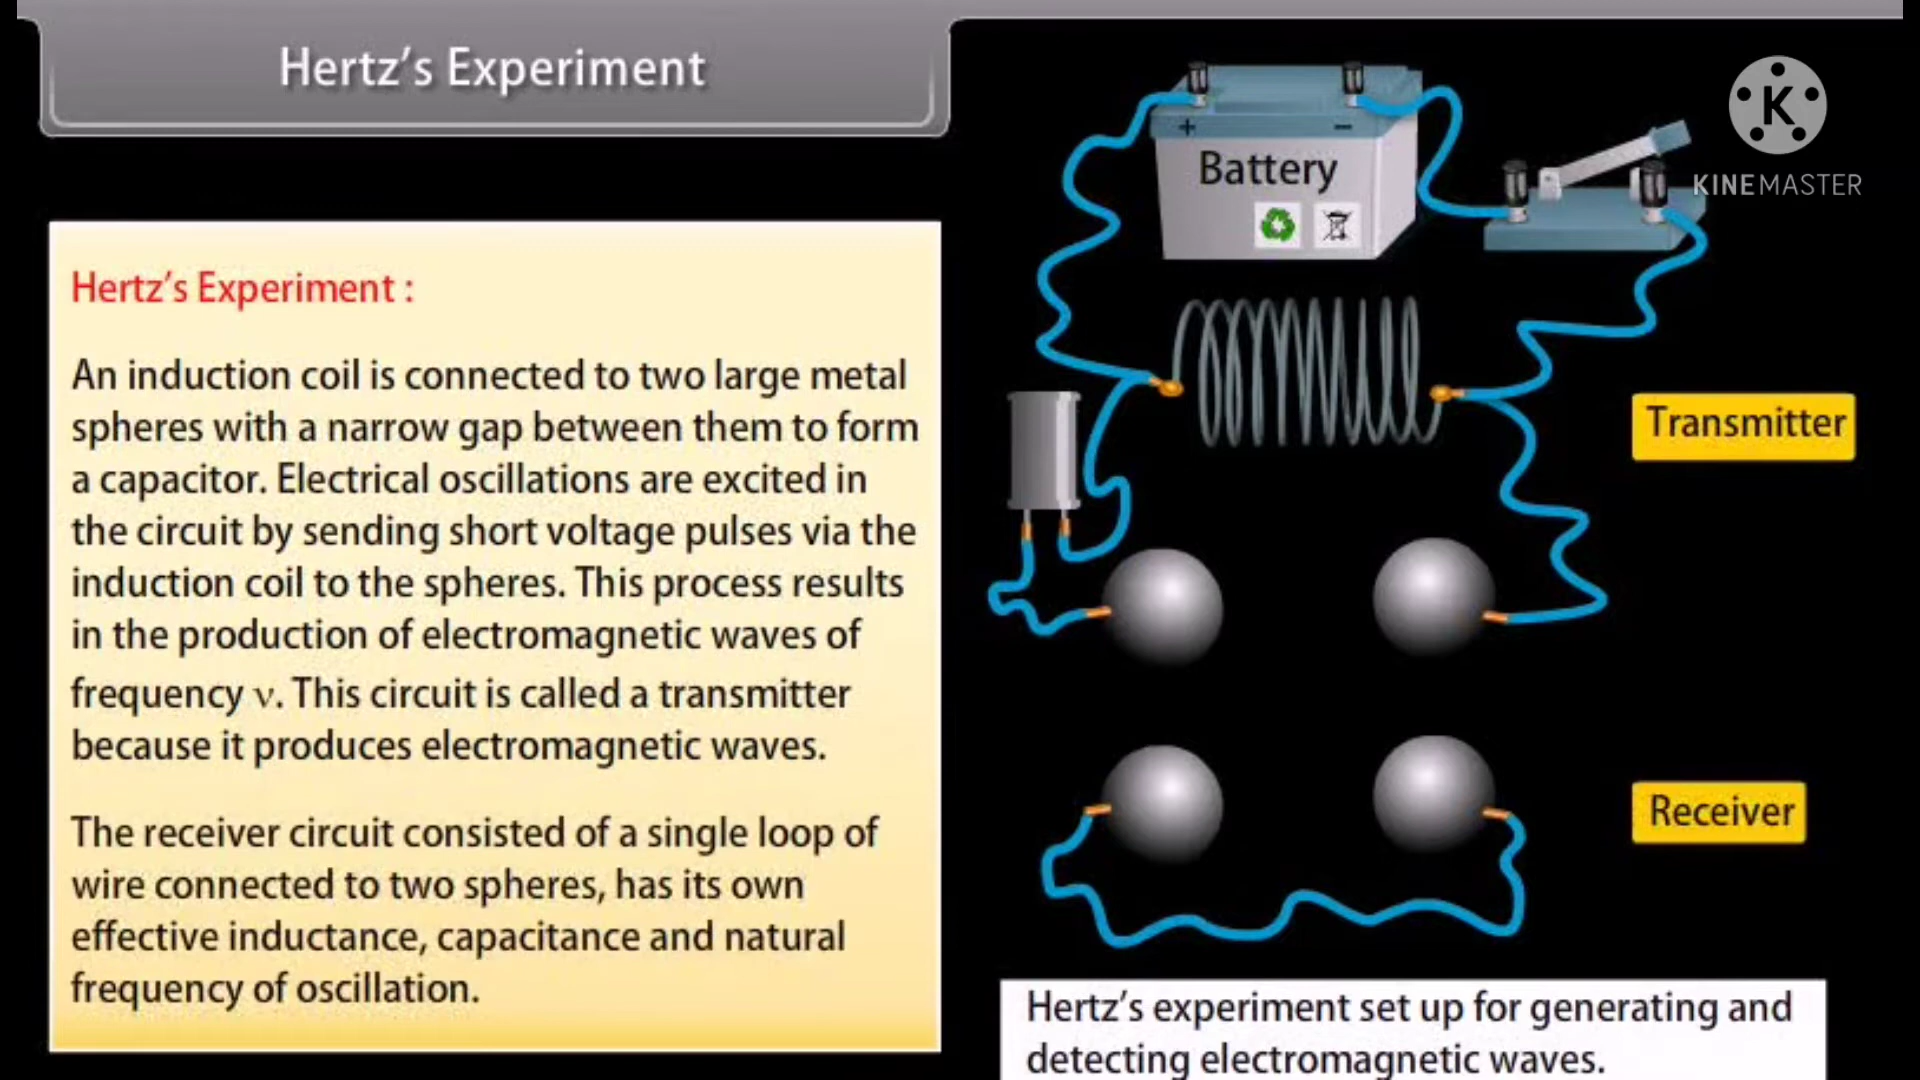 Hertz's Experiment
Hertz's Experiment :
An induction coil is connected to two large metal
spheres with a narrow gap between them to form
a capacitor. Electrical oscillations are excited in
the circuit by sending short voltage pulses via the
induction coil to the spheres. This process results
in the production of electromagnetic waves of
frequency ν. This circuit is called a transmitter
because it produces electromagnetic waves.
The receiver circuit consisted of a single loop of
wire connected to two spheres, has its own
effective inductance, capacitance and natural
frequency of oscillation.
+ −
Battery
K
KINEMASTER
Transmitter
Receiver
Hertz's experiment set up for generating and
detecting electromagnetic waves.